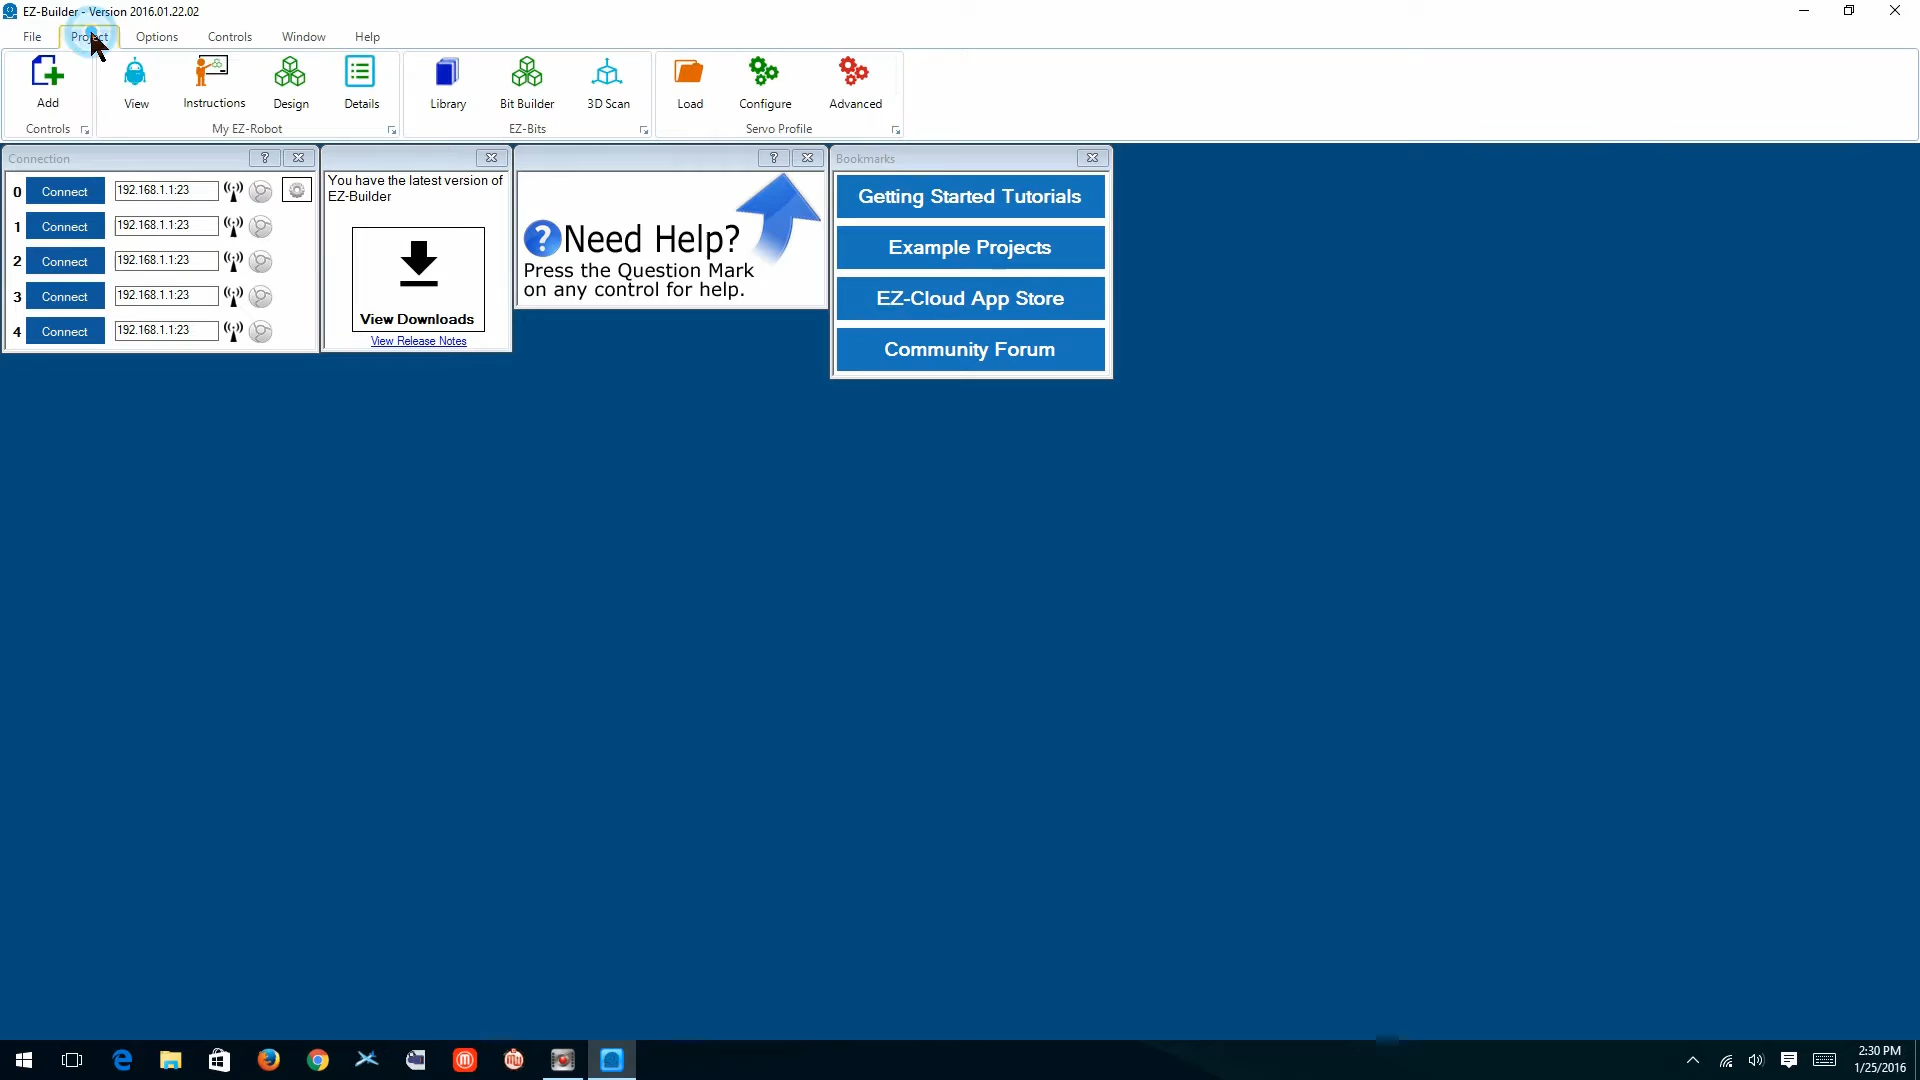 EZ-Builder - Version 2016.01.22.02
File Project Options Controls Window Help
Add View Instructions Design Details Library Bit Builder 3D Scan Load Configure Advanced
Controls My EZ-Robot EZ-Bits Servo Profile
Connection
0 Connect 192.168.1.1:23
1 Connect 192.168.1.1:23
2 Connect 192.168.1.1:23
3 Connect 192.168.1.1:23
4 Connect 192.168.1.1:23
You have the latest version of
EZ-Builder
View Downloads
View Release Notes
? Need Help?
Press the Question Mark
on any control for help.
Bookmarks
Getting Started Tutorials
Example Projects
EZ-Cloud App Store
Community Forum
2:30 PM
1/25/2016